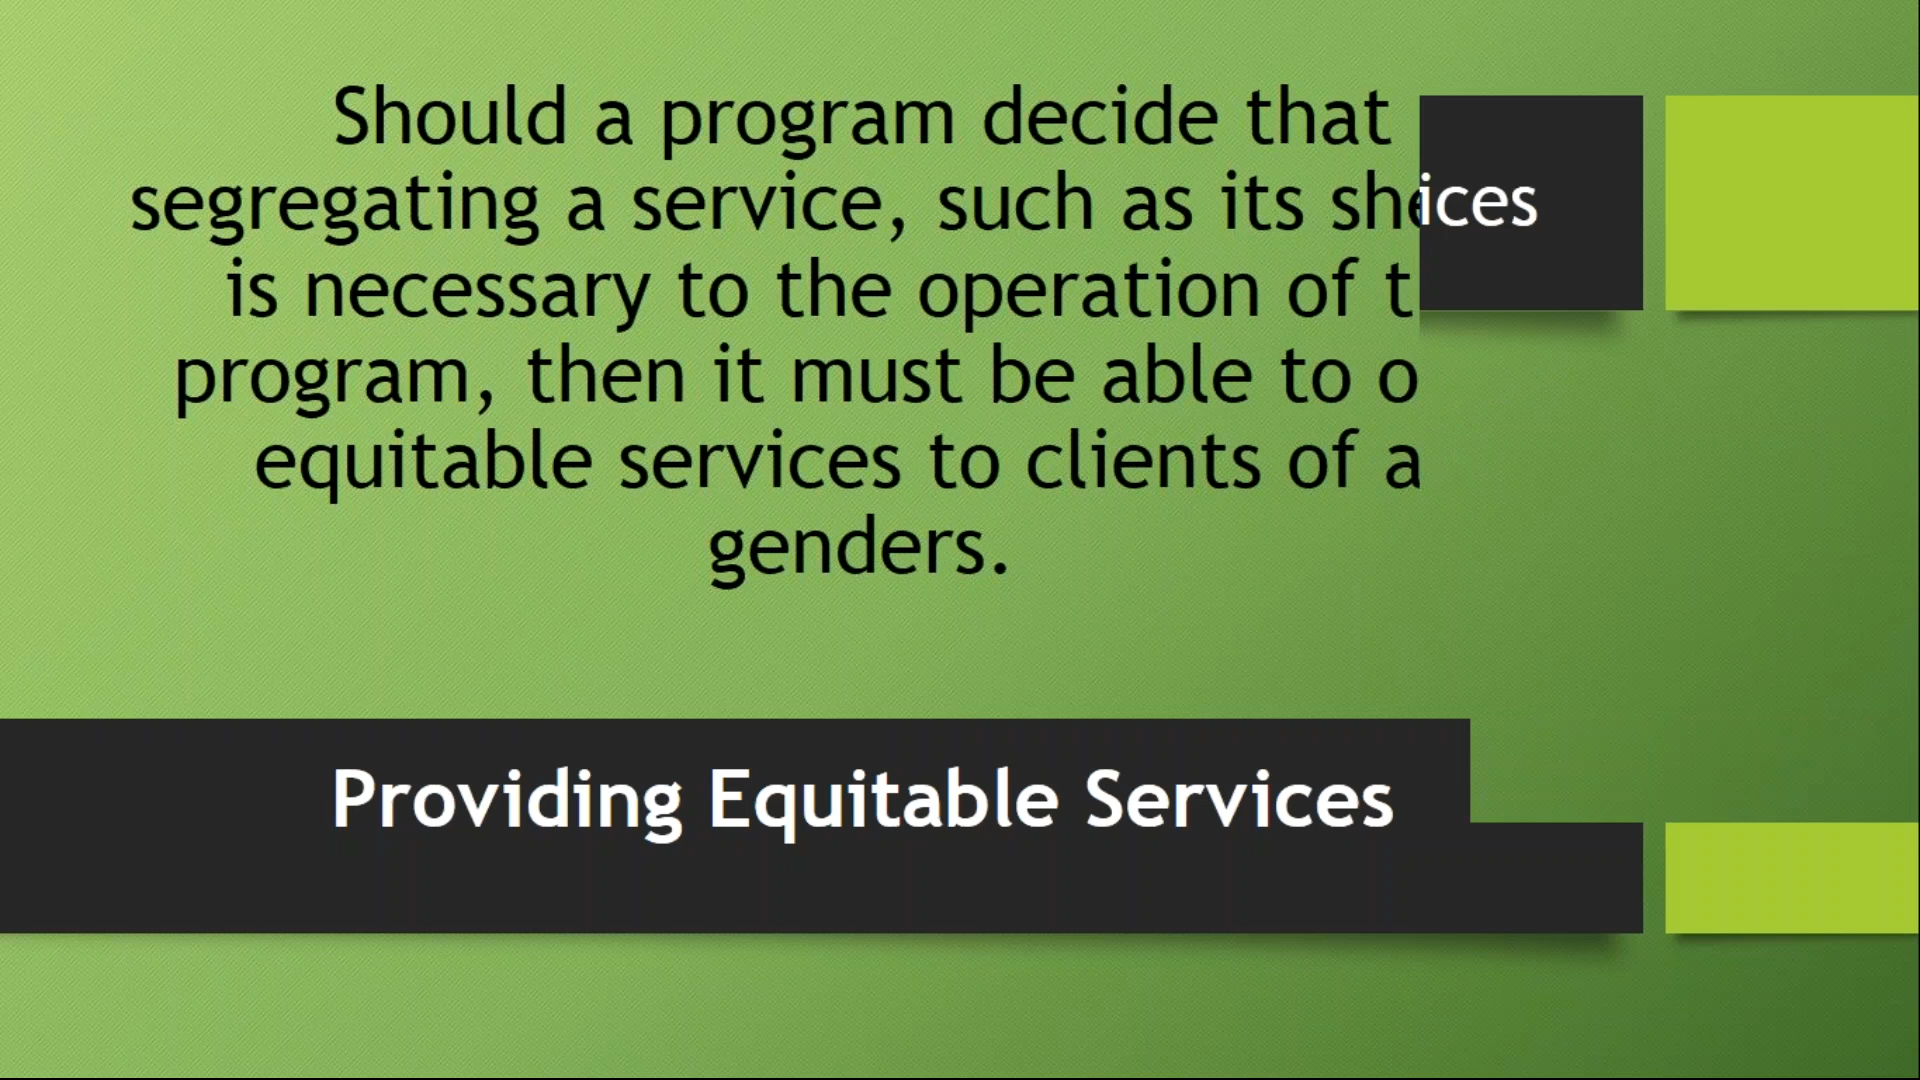 Should a program decide that
segregating a service, such as its
ices
is necessary to the operation of
program, then it must be able to
equitable services to clients of
genders.
Providing Equitable Services